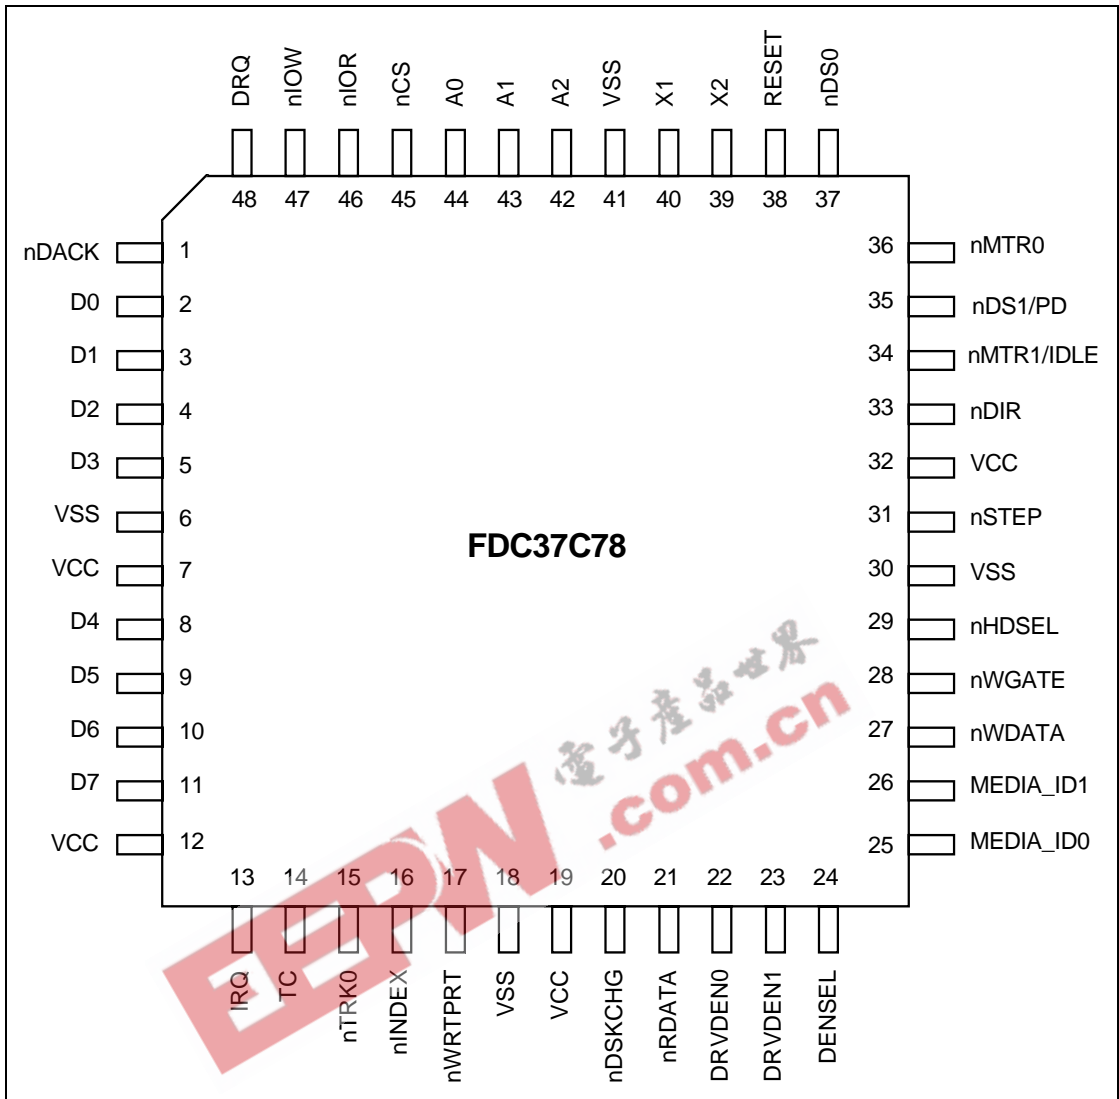 DRQ nIOW nIOR nCS A0 A1 A2 VSS X1 X2 RESET nDS0
48 47 46 45 44 43 42 41 40 39 38 37
nDACK 1
D0 2
D1 3
D2 4
D3 5
VSS 6
VCC 7
D4 8
D5 9
D6 10
D7 11
VCC 12
FDC37C78
36 nMTR0
35 nDS1/PD
34 nMTR1/IDLE
33 nDIR
32 VCC
31 nSTEP
30 VSS
29 nHDSEL
28 nWGATE
27 nWDATA
26 MEDIA_ID1
25 MEDIA_ID0
13 14 15 16 17 18 19 20 21 22 23 24
IRQ TC nTRK0 nINDEX nWRTPRT VSS VCC nDSKCHG nRDATA DRVDEN0 DRVDEN1 DENSEL
EEPW
電子產品世界
.com.cn